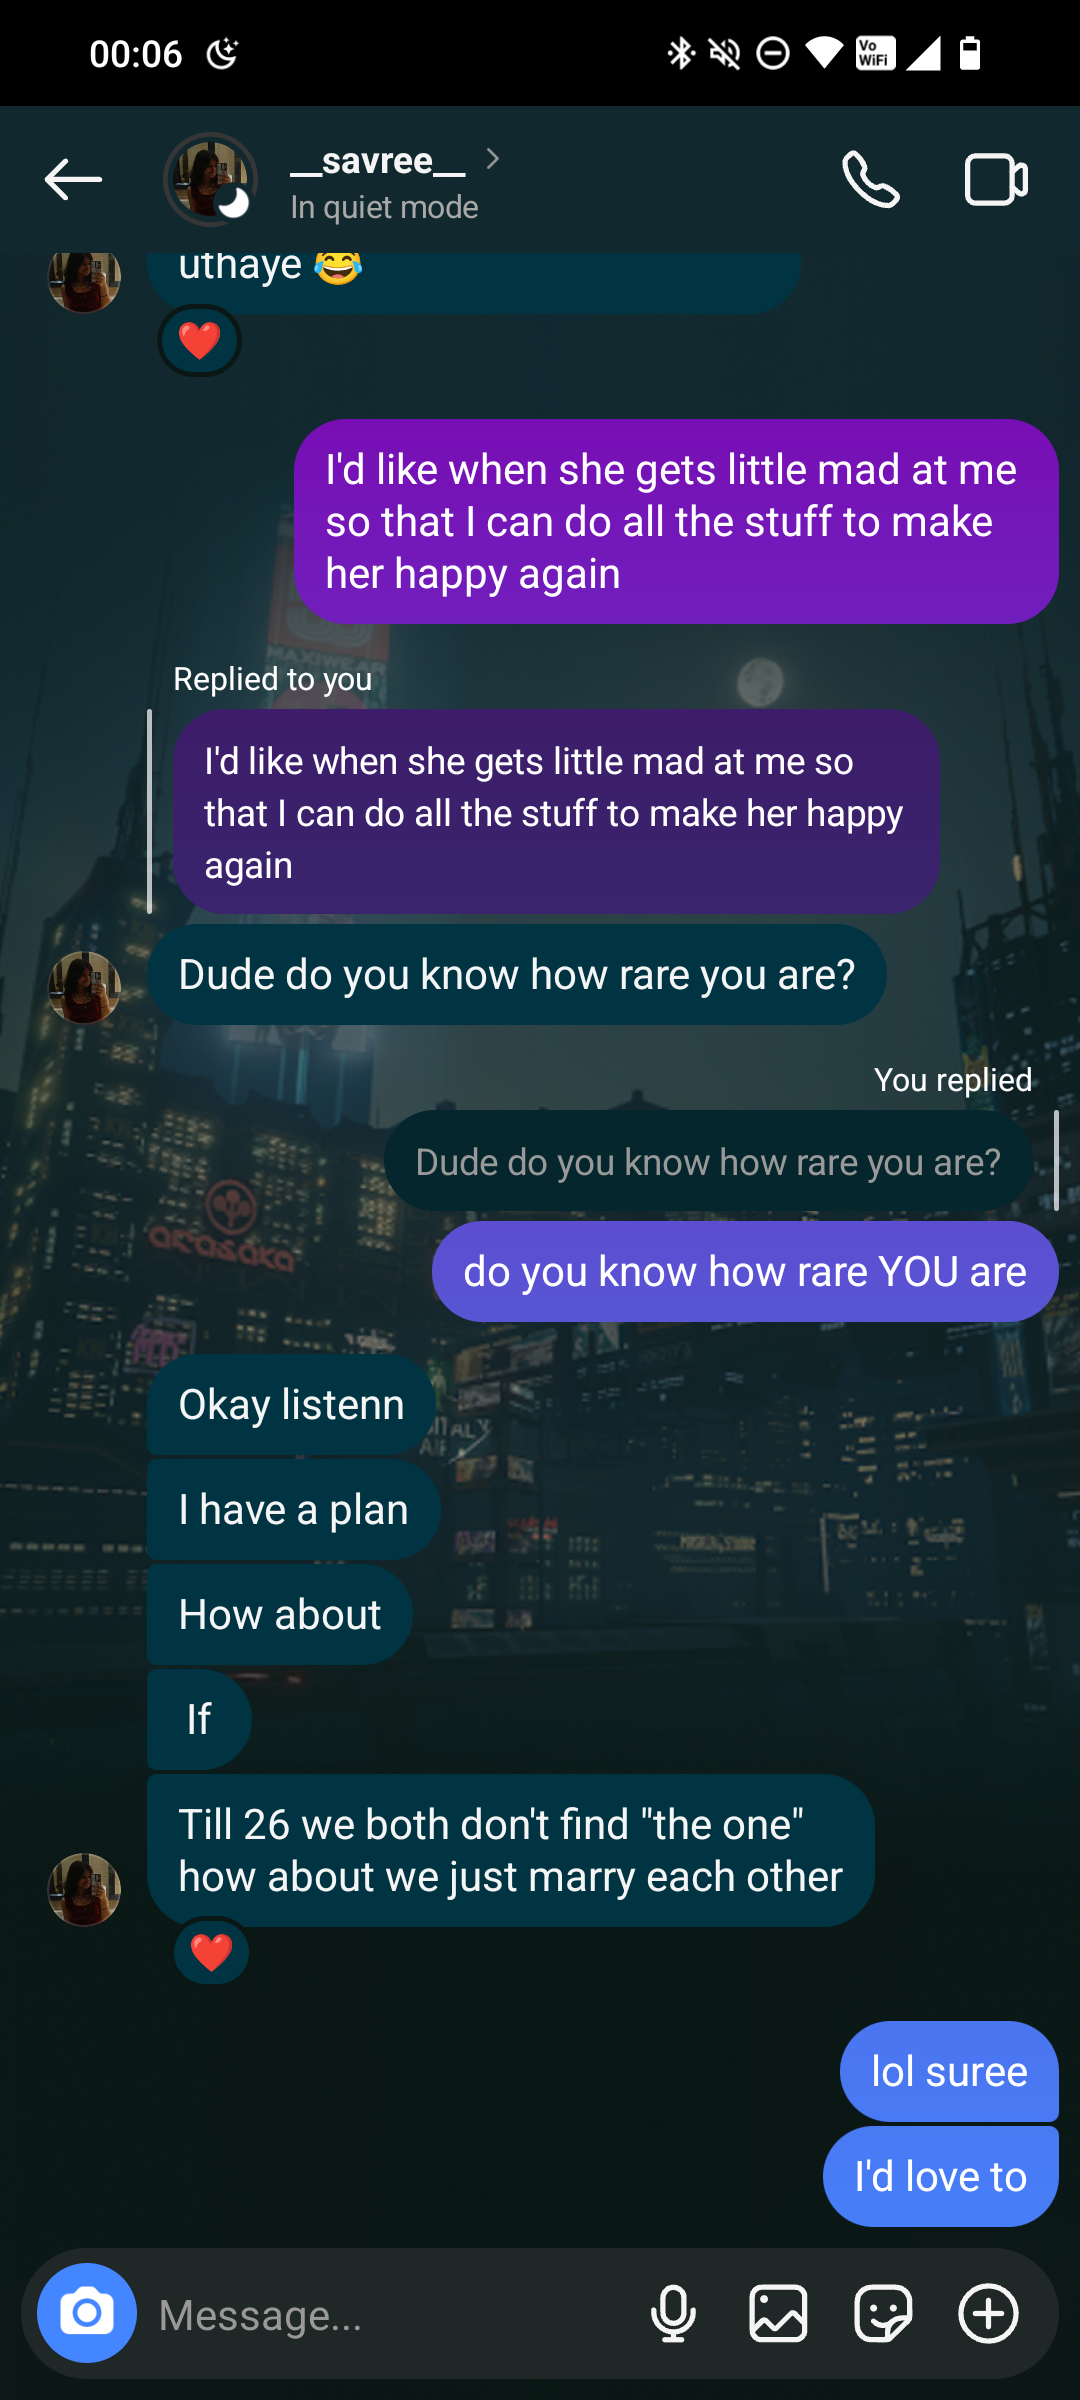 00:06
Vo
WiFi
__savree__
In quiet mode
uthaye 😂
❤️
I'd like when she gets little mad at me
so that I can do all the stuff to make
her happy again
MAXIWEAR
Replied to you
I'd like when she gets little mad at me so
that I can do all the stuff to make her happy
again
Dude do you know how rare you are?
You replied
Dude do you know how rare you are?
arasaka
do you know how rare YOU are
Okay listenn
I have a plan
How about
If
Till 26 we both don't find "the one"
how about we just marry each other
❤️
lol suree
I'd love to
Message...